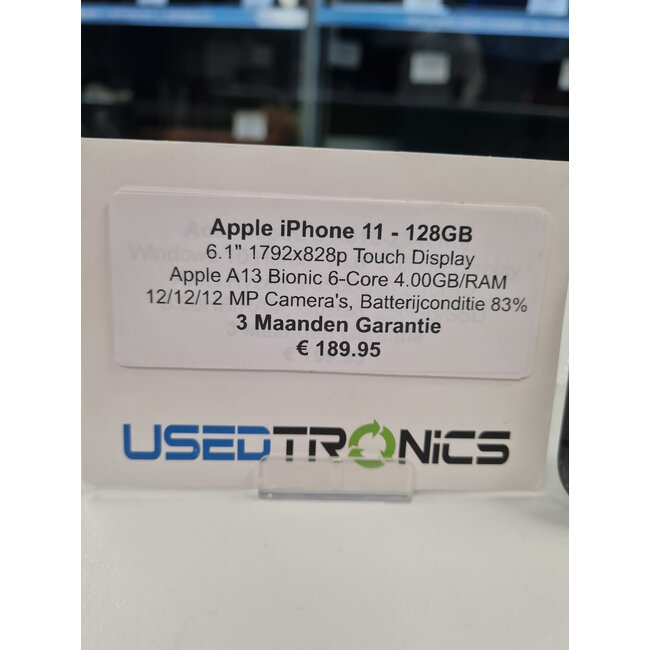 Apple iPhone 11 - 128GB
6.1" 1792x828p Touch Display
Apple A13 Bionic 6-Core 4.00GB/RAM
12/12/12 MP Camera's, Batterijconditie 83%
3 Maanden Garantie
€ 189.95
USEDTRONiCS